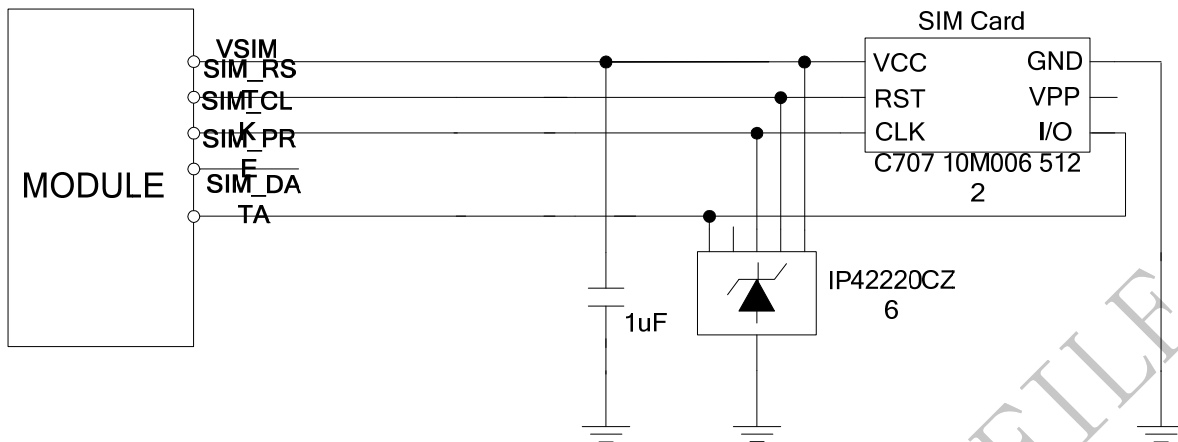 SIM Card
VSIM
SIM_RS
T
SIM_CL
K
SIM_PR
E
SIM_DA
TA
MODULE
VCC
GND
RST
VPP
CLK
I/O
C707 10M006 512
2
IP42220CZ
6
1uF
FILE